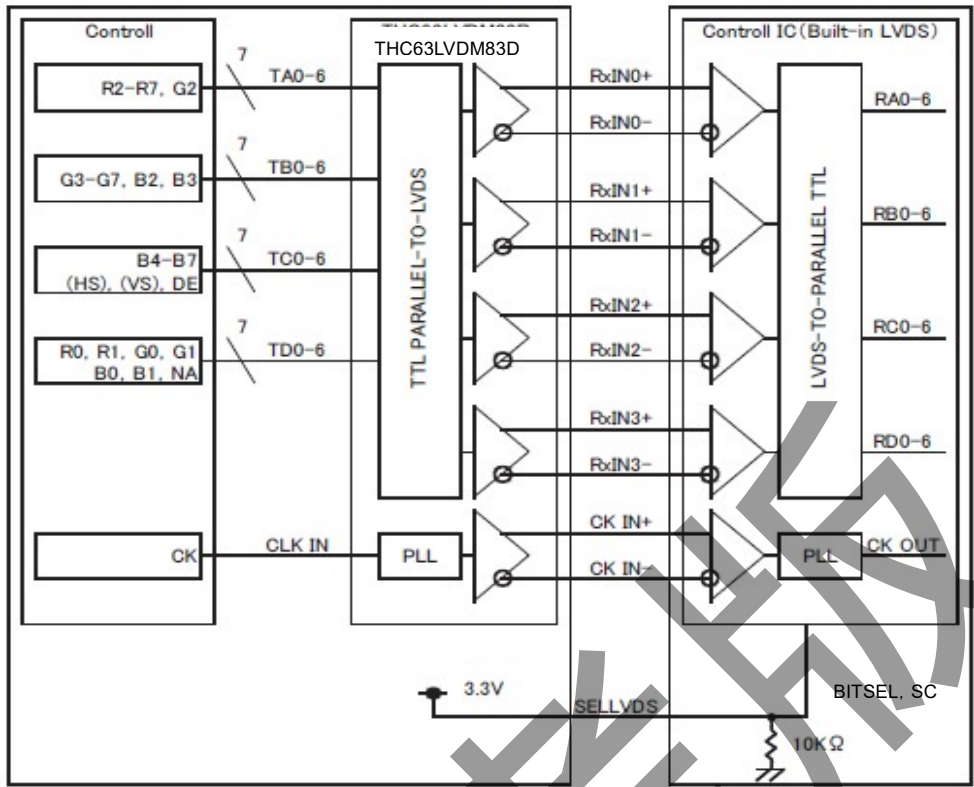 Controll
THC63LVDM83D
Controll IC(Built-in LVDS)
7
R2-R7, G2
TA0-6
RxIN0+
RxIN0-
RA0-6
7
G3-G7, B2, B3
TB0-6
RxIN1+
RxIN1-
RB0-6
7
B4-B7
(HS), (VS), DE
TC0-6
RxIN2+
RxIN2-
RC0-6
7
R0, R1, G0, G1
B0, B1, NA
TD0-6
RxIN3+
RxIN3-
RD0-6
TTL PARALLEL-TO-LVDS
LVDS-TO-PARALLEL TTL
CK
CLK IN
PLL
CK IN+
CK IN-
PLL
CK OUT
3.3V
SELLVDS
BITSEL, SC
10KΩ